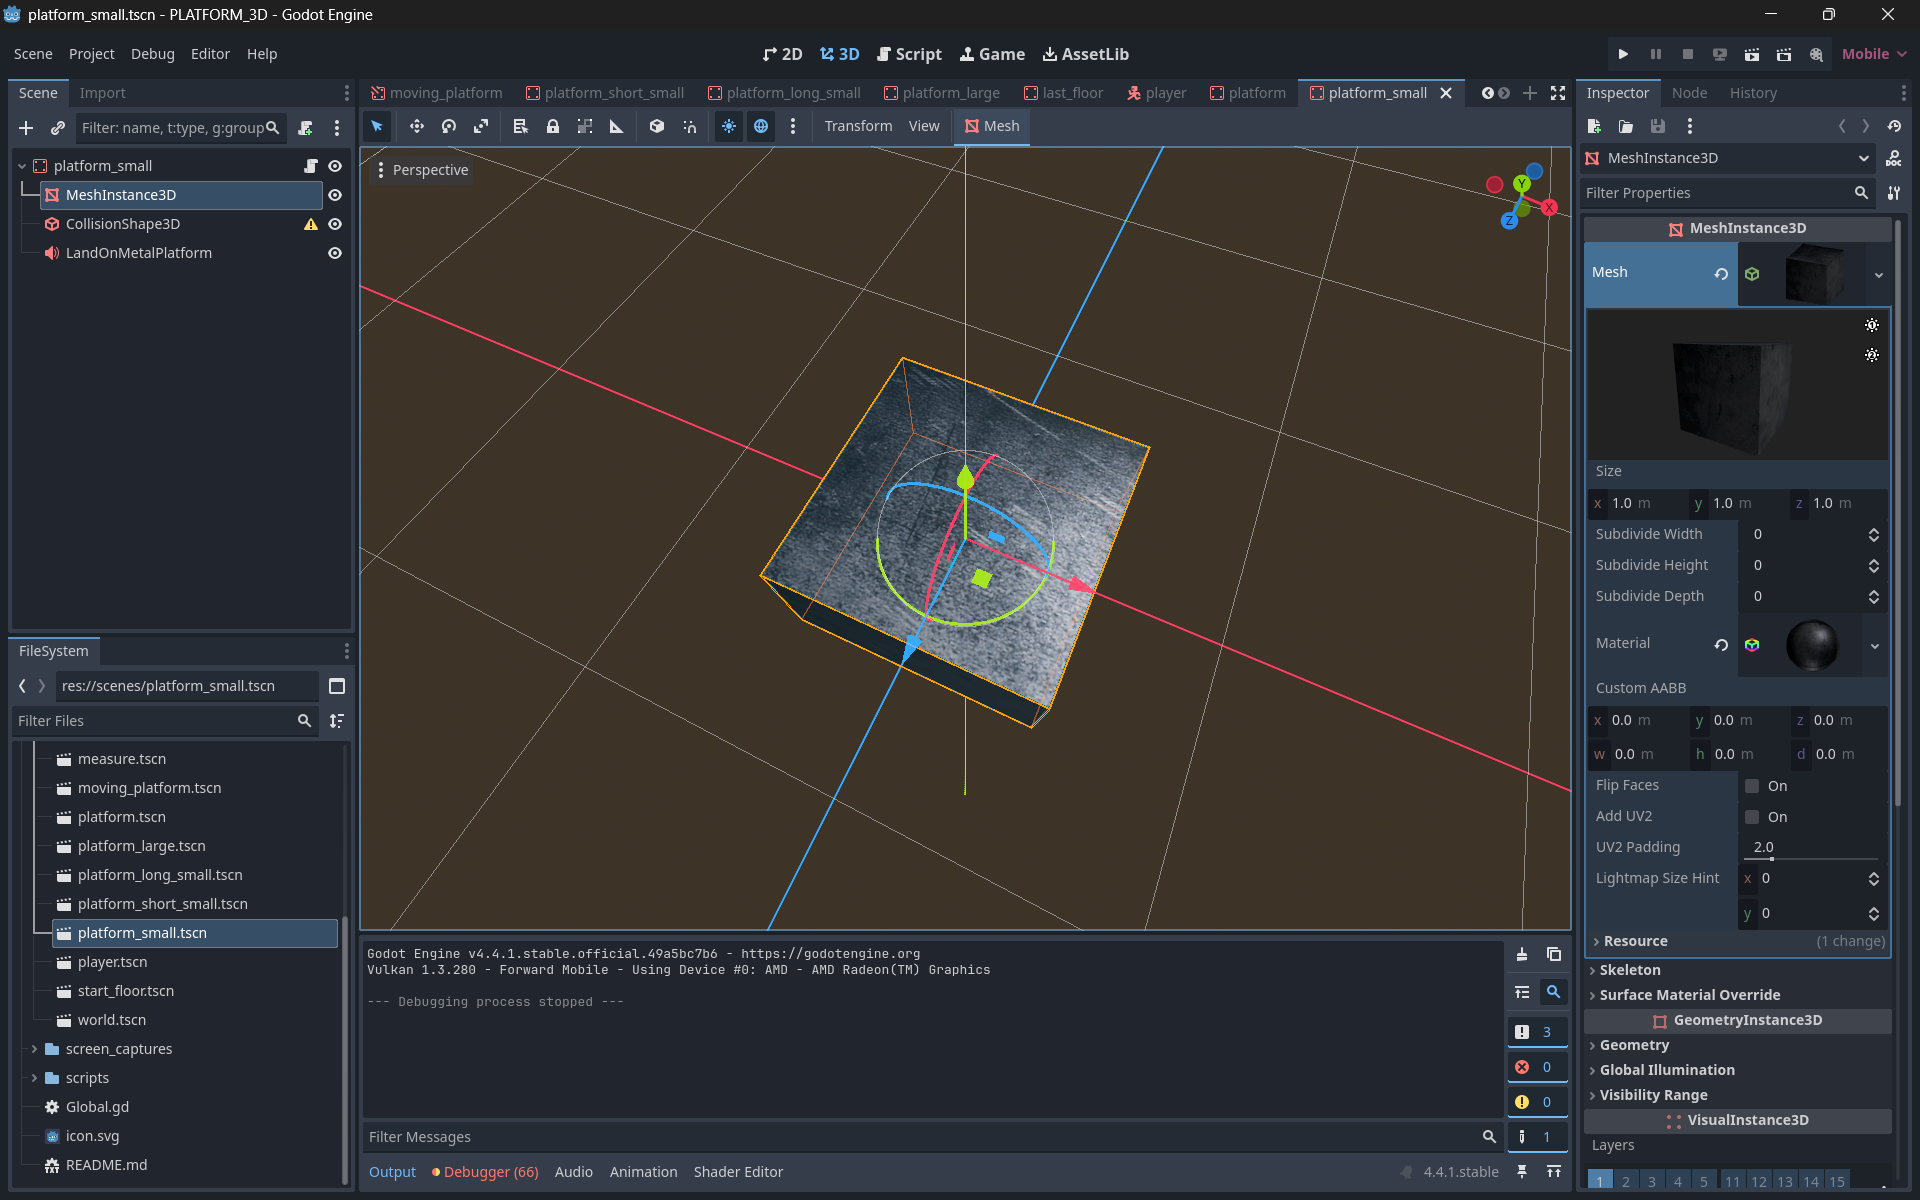 platform_small.tscn - PLATFORM_3D - Godot Engine
Scene Project Debug Editor Help
2D 3D Script Game AssetLib
Mobile
Scene Import
moving_platform platform_short_small platform_long_small platform_large last_floor player platform platform_small
Inspector Node History
Filter: name, t:type, g:group
Transform View Mesh
platform_small
MeshInstance3D
CollisionShape3D
LandOnMetalPlatform
Perspective
Y
X
Z
MeshInstance3D
Filter Properties
MeshInstance3D
Mesh
1
2
Size
x 1.0 m y 1.0 m z 1.0 m
Subdivide Width 0
Subdivide Height 0
Subdivide Depth 0
Material
Custom AABB
x 0.0 m y 0.0 m z 0.0 m
w 0.0 m h 0.0 m d 0.0 m
Flip Faces On
Add UV2 On
UV2 Padding 2.0
Lightmap Size Hint x 0
y 0
Resource (1 change)
Skeleton
Surface Material Override
GeometryInstance3D
Geometry
Global Illumination
Visibility Range
VisualInstance3D
Layers
1 2 3 4 5 11 12 13 14 15
FileSystem
res://scenes/platform_small.tscn
Filter Files
measure.tscn
moving_platform.tscn
platform.tscn
platform_large.tscn
platform_long_small.tscn
platform_short_small.tscn
platform_small.tscn
player.tscn
start_floor.tscn
world.tscn
screen_captures
scripts
Global.gd
icon.svg
README.md
Godot Engine v4.4.1.stable.official.49a5bc7b6 - https://godotengine.org
Vulkan 1.3.280 - Forward Mobile - Using Device #0: AMD - AMD Radeon(TM) Graphics
--- Debugging process stopped ---
3
0
0
1
Filter Messages
Output Debugger (66) Audio Animation Shader Editor
4.4.1.stable
DOC